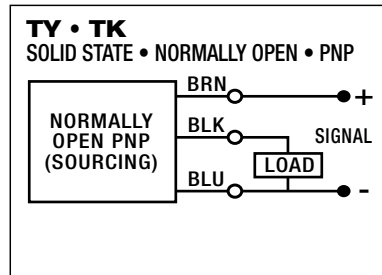 TY • TK
SOLID STATE • NORMALLY OPEN • PNP
NORMALLY
OPEN PNP
(SOURCING)
BRN
+
BLK
SIGNAL
LOAD
BLU
-